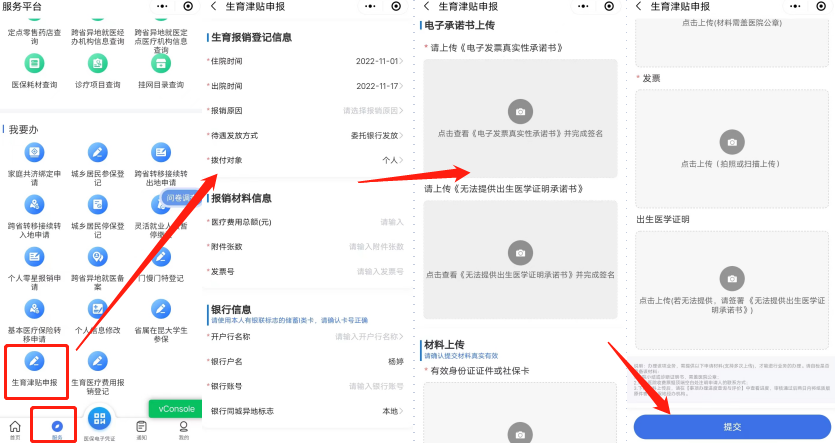 服务平台
定点零售药店查
询
跨省异地就医经
办机构信息查询
跨省异地就医定
点医疗机构信息
查询
医保耗材查询
诊疗项目查询
挂网目录查询
我要办
家庭共济绑定申
请
城乡居民参保登
记
跨省转移接续转
出地申请
问卷调
跨省转移接续转
入地申请
城乡居民停保登
记
灵活就业人
暂
停缴
个人零星报销申
请
跨省异地就医备
案
门慢门特登记
基本医疗保险转
移申请
个人信息修改
省属在昆大学生
参保
生育津贴申报
生育医疗费用报
销登记
vConsole
首页
服务
医保电子凭证
通知
我的
生育津贴申报
生育报销登记信息
*住院时间 2022-11-01
*出院时间 2022-11-17
*报销原因 请选择报销原因
*待遇发放方式 委托银行发放
*拨付对象 个人
报销材料信息
*医疗费用总额(元) 请输入
*附件张数 请输入附件张数
*发票号 请输入发票号
银行信息
请使用本人有银联标志的储蓄I类卡，请确认卡号正确
*开户行名称 请输入开户行名称
*银行户名 杨婷
*银行账号 请输入银行账号
*银行同城异地标志 本地
生育津贴申报
电子承诺书上传
* 请上传《电子发票真实性承诺书》
点击查看《电子发票真实性承诺书》并完成签名
请上传《无法提供出生医学证明承诺书》
点击查看《无法提供出生医学证明承诺书》并完成签名
材料上传
请确认提交材料真实有效
* 有效身份证证件或社保卡
生育津贴申报
点击上传(材料需盖医院公章)
* 发票
点击上传（拍照或扫描上传）
出生医学证明
点击上传(若无法提供，请签署《无法提供出生医学证
明承诺书》)
提交